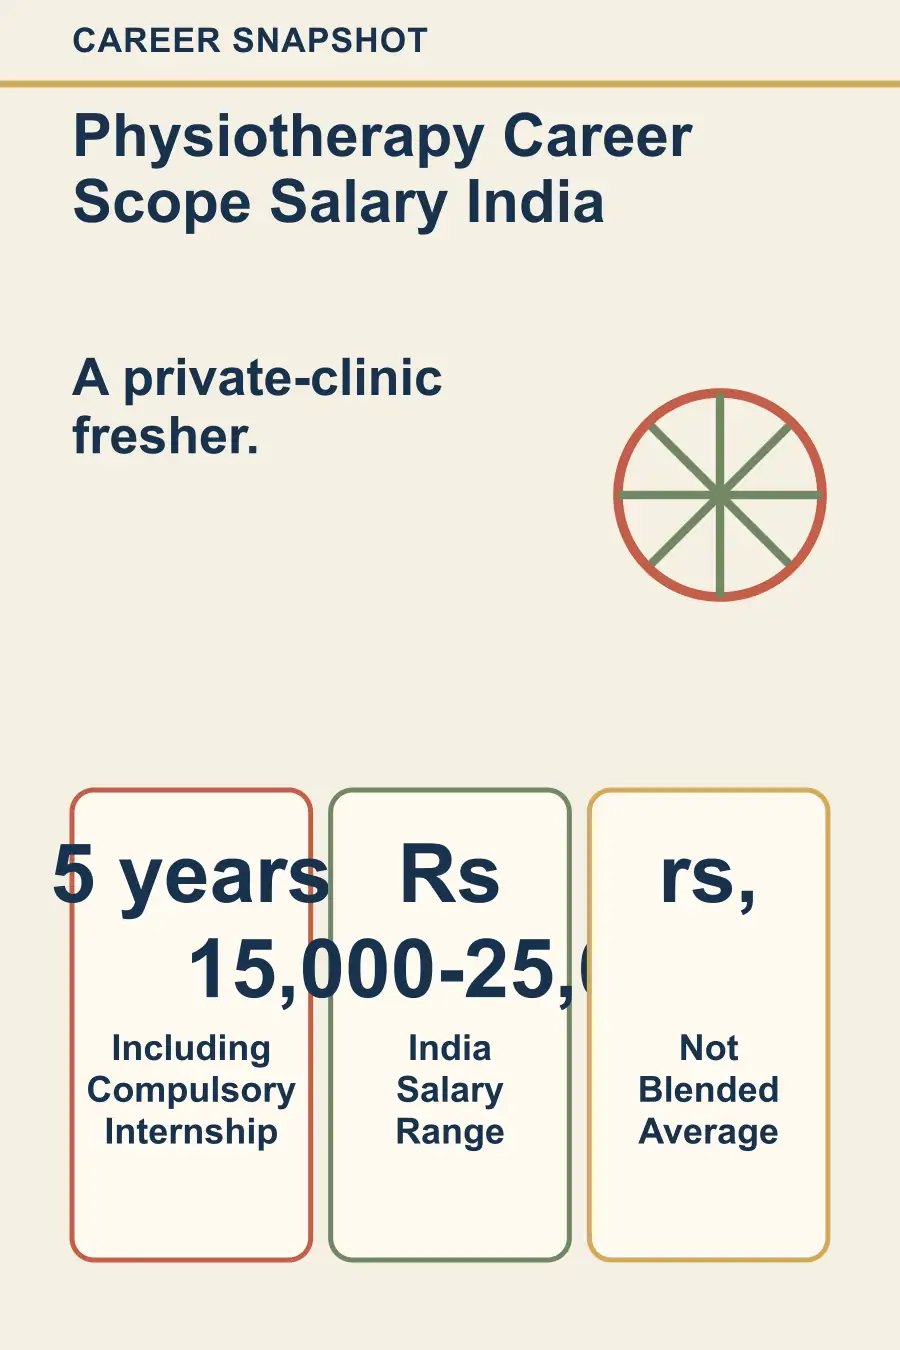 CAREER SNAPSHOT
Physiotherapy Career
Scope Salary India
A private-clinic
fresher.
5 years
Including
Compulsory
Internship
Rs
15,000-25,0
India
Salary
Range
rs,
Not
Blended
Average